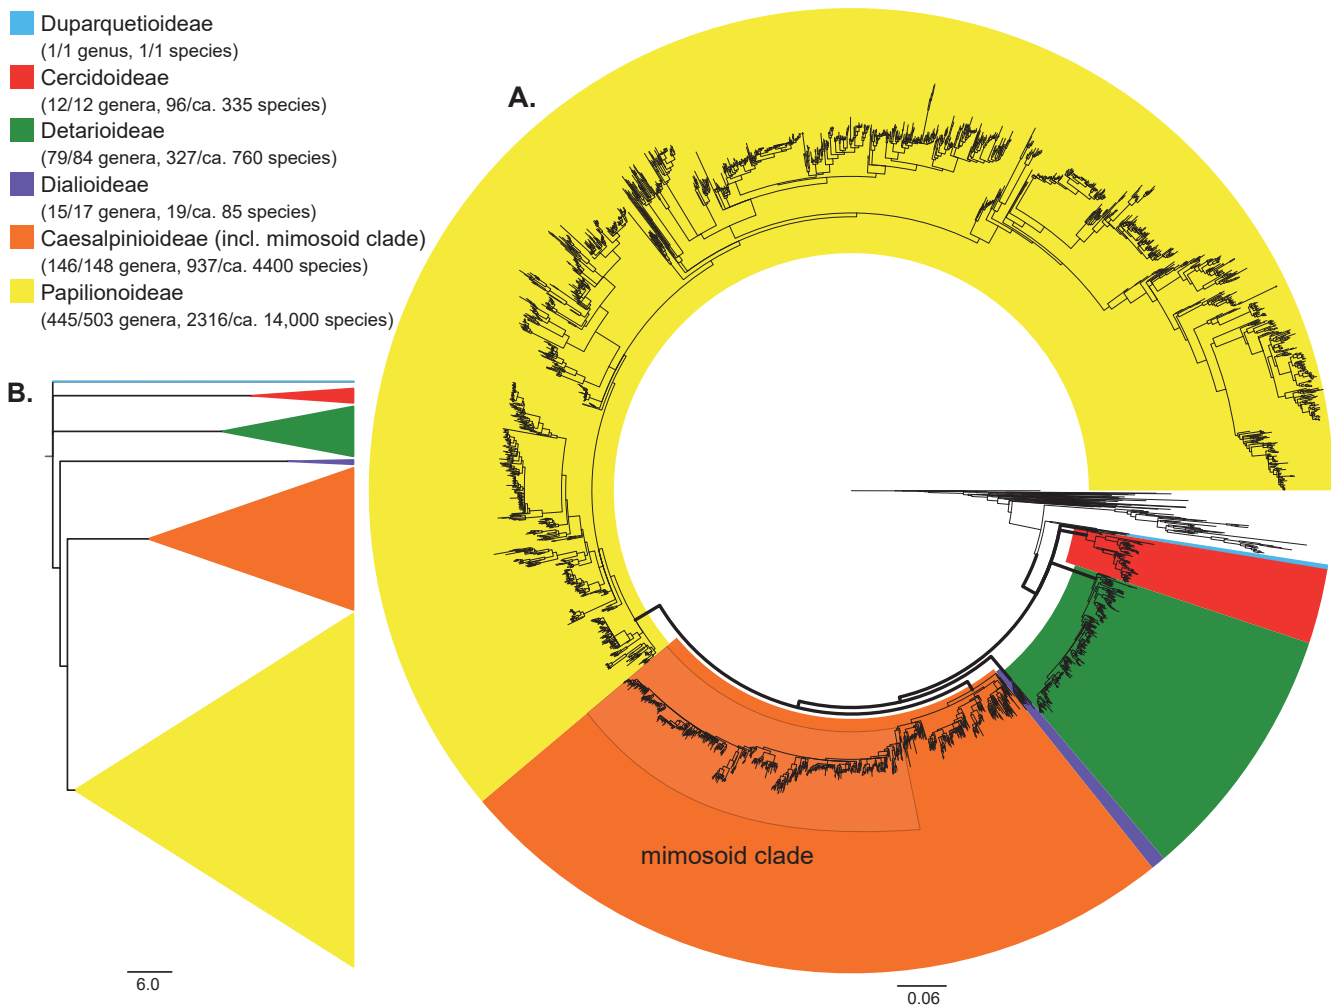 Duparquetioideae
(1/1 genus, 1/1 species)
Cercidoideae
(12/12 genera, 96/ca. 335 species)
Detarioideae
(79/84 genera, 327/ca. 760 species)
Dialioideae
(15/17 genera, 19/ca. 85 species)
Caesalpinioideae (incl. mimosoid clade)
(146/148 genera, 937/ca. 4400 species)
Papilionoideae
(445/503 genera, 2316/ca. 14,000 species)
A.
B.
mimosoid clade
6.0
0.06